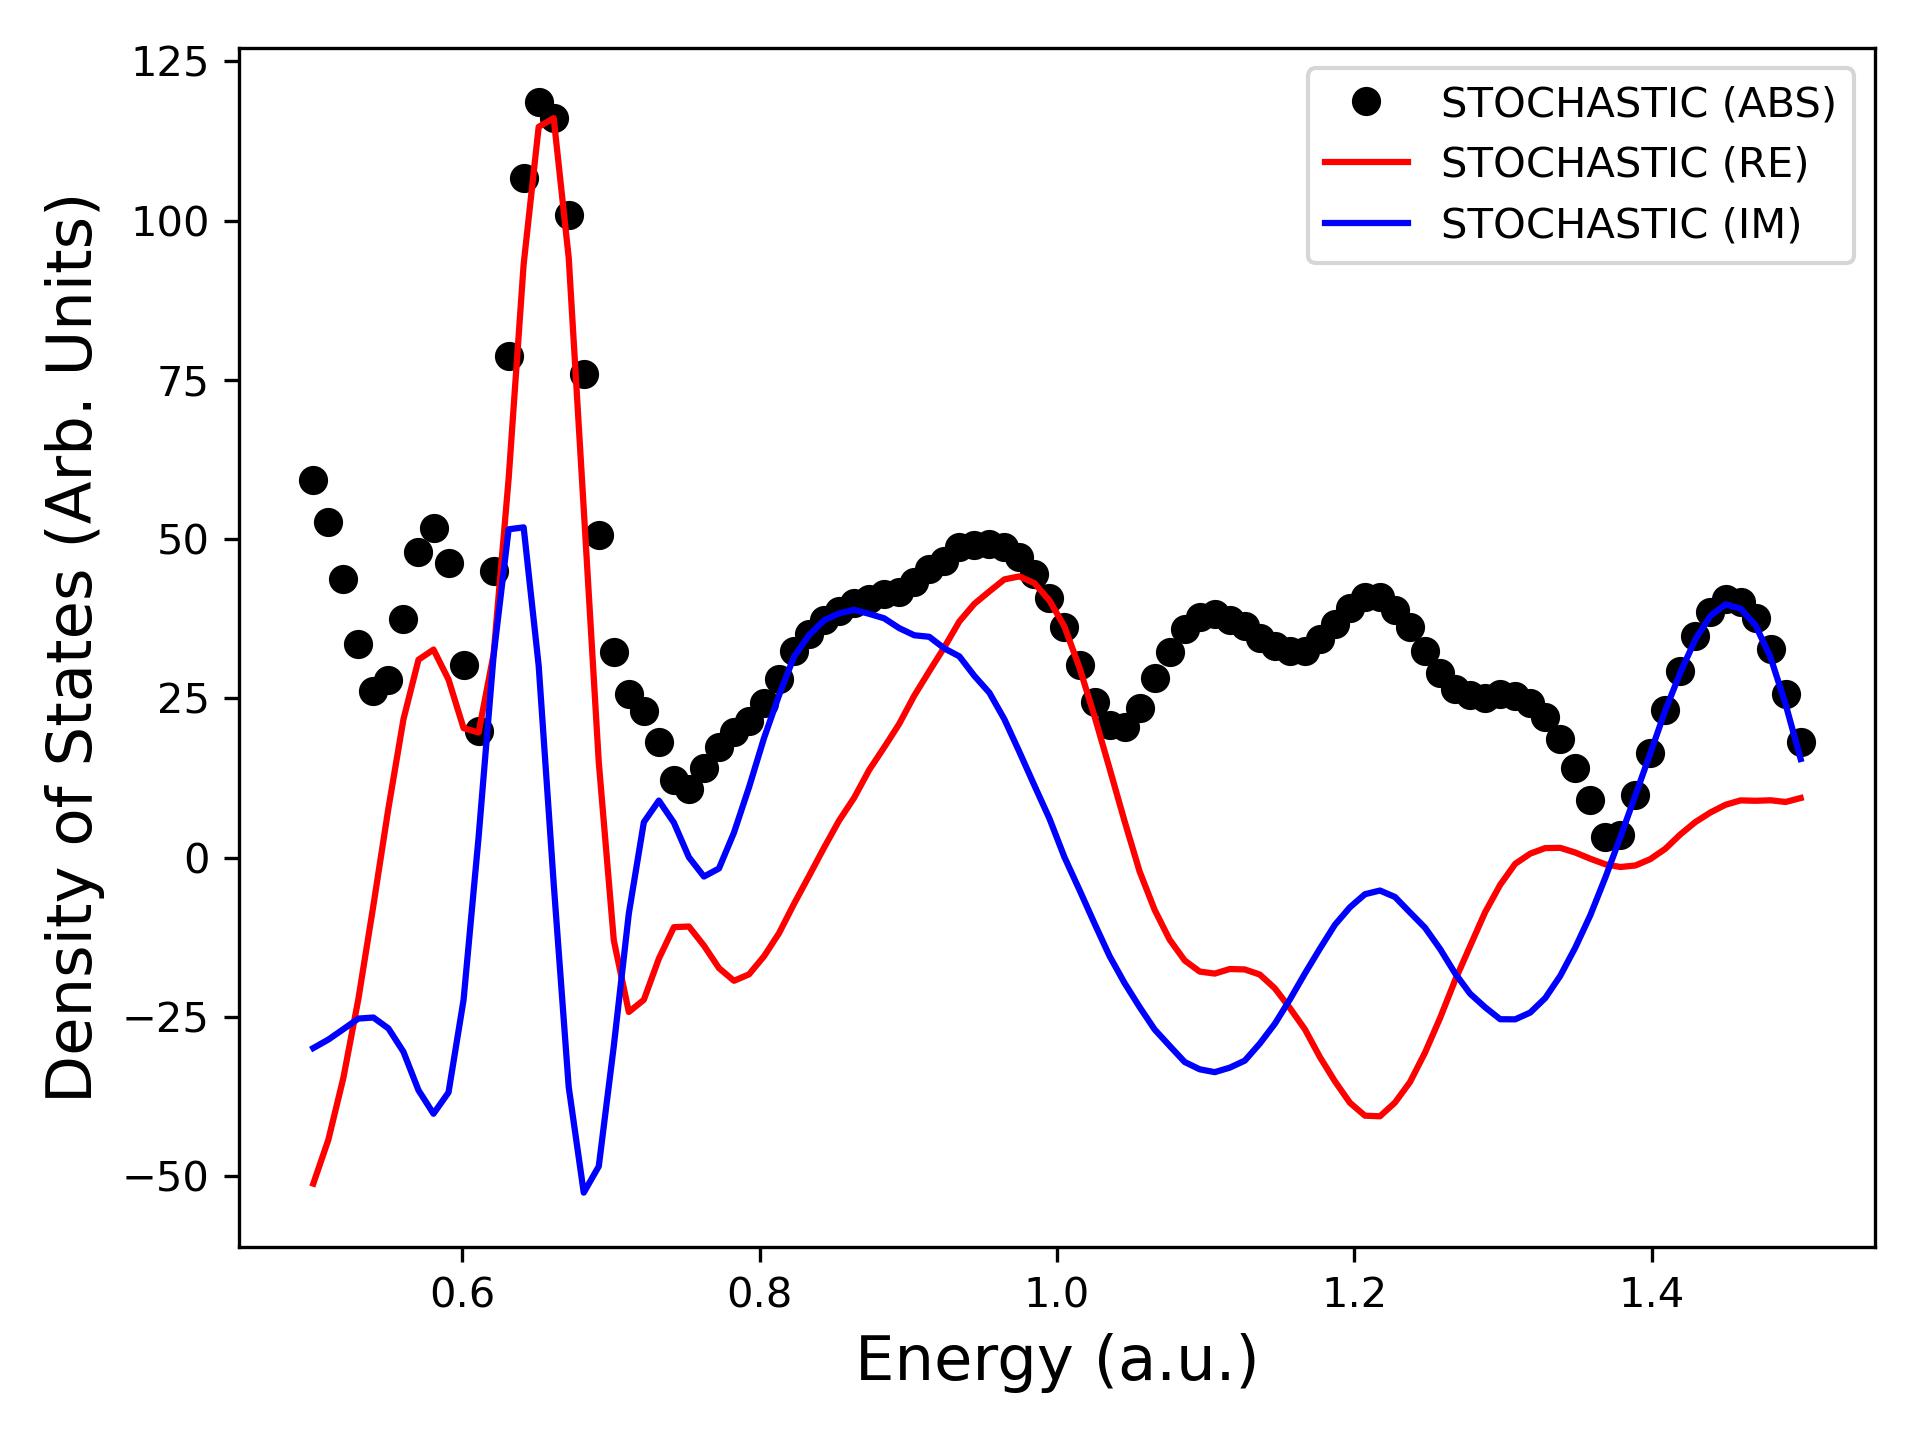 125
100
75
50
25
0
−25
−50
Density of States (Arb. Units)
STOCHASTIC (ABS)
STOCHASTIC (RE)
STOCHASTIC (IM)
0.6 0.8 1.0 1.2 1.4
Energy (a.u.)